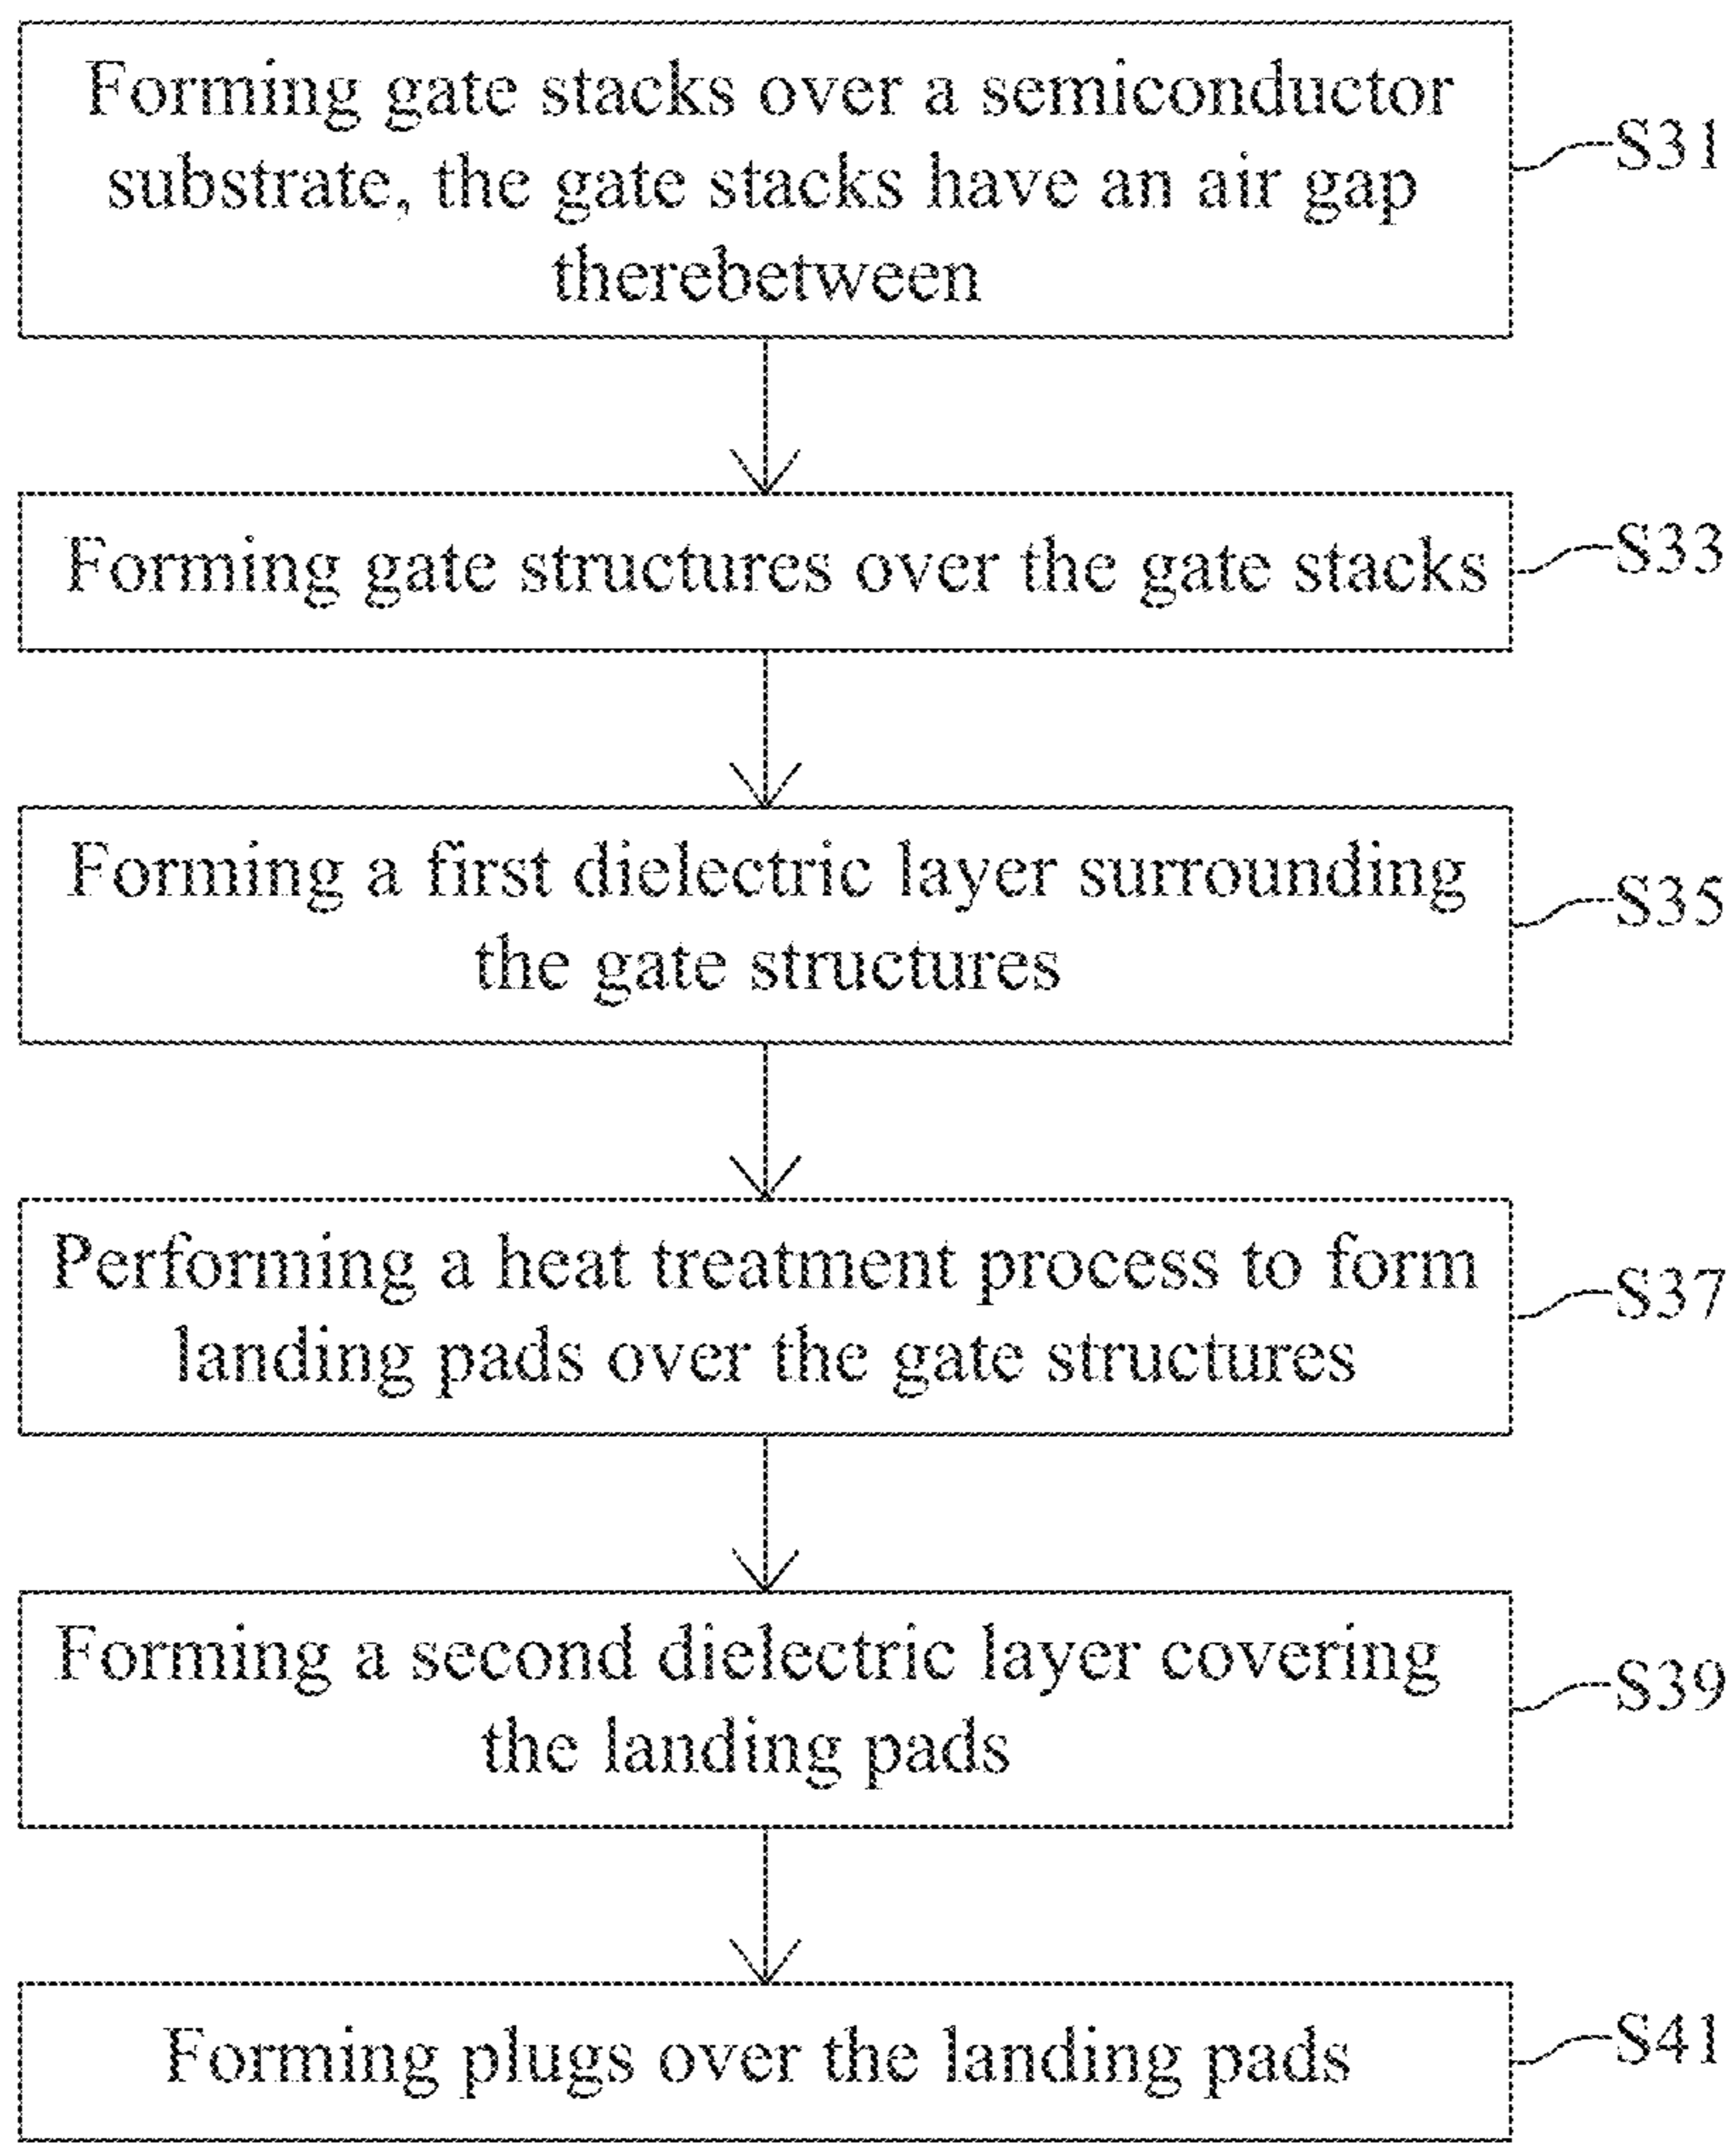 Forming gate stacks over a semiconductor
substrate, the gate stacks have an air gap
therebetween
S31
Forming gate structures over the gate stacks
S33
Forming a first dielectric layer surrounding
the gate structures
S35
Performing a heat treatment process to form
landing pads over the gate structures
S37
Forming a second dielectric layer covering
the landing pads
S39
Forming plugs over the landing pads
S41